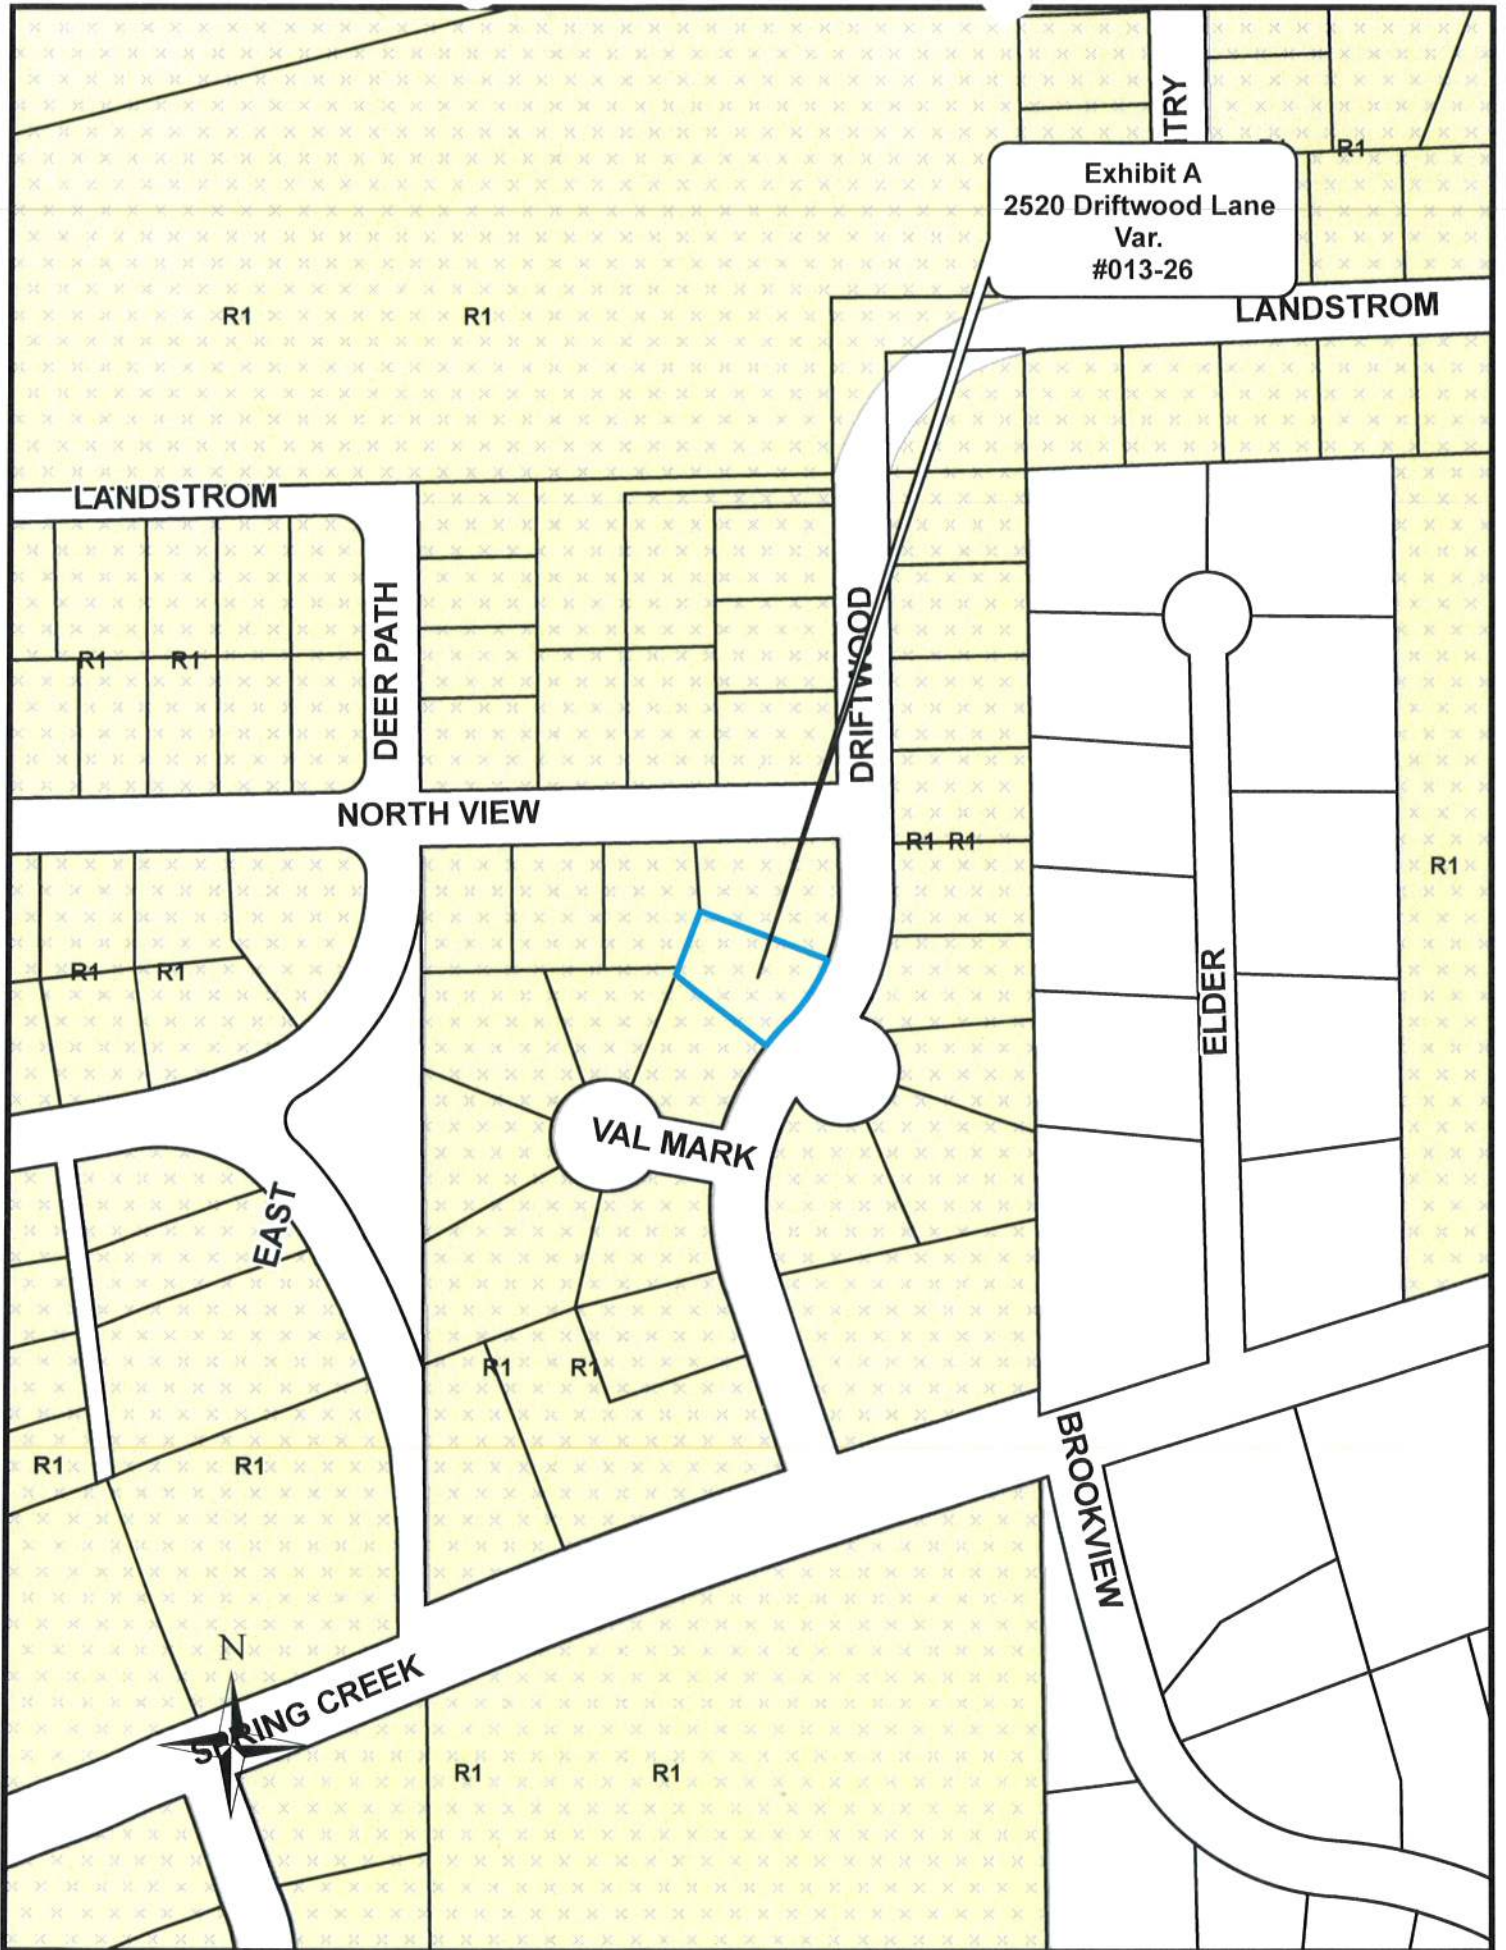 ITRY
R1
Exhibit A
2520 Driftwood Lane
Var.
#013-26
R1 R1
LANDSTROM
LANDSTROM
DEER PATH
DRIFTWOOD
R1 R1
NORTH VIEW
R1 R1
R1
R1 R1
ELDER
VAL MARK
EAST
R1 R1
R1 R1
BROOKVIEW
N
SPRING CREEK
R1 R1